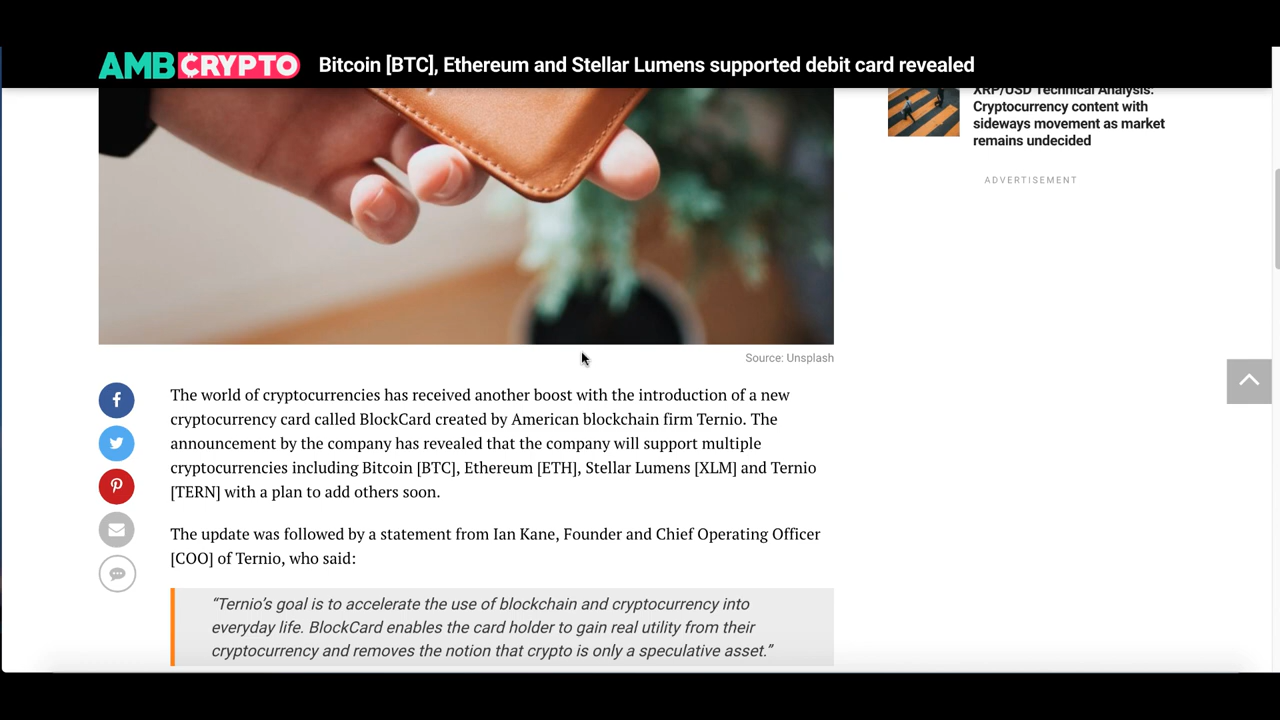 AMBCRYPTO
Bitcoin [BTC], Ethereum and Stellar Lumens supported debit card revealed
XRP/USD Technical Analysis:
Cryptocurrency content with
sideways movement as market
remains undecided
ADVERTISEMENT
Source: Unsplash
The world of cryptocurrencies has received another boost with the introduction of a new
cryptocurrency card called BlockCard created by American blockchain firm Ternio. The
announcement by the company has revealed that the company will support multiple
cryptocurrencies including Bitcoin [BTC], Ethereum [ETH], Stellar Lumens [XLM] and Ternio
[TERN] with a plan to add others soon.
The update was followed by a statement from Ian Kane, Founder and Chief Operating Officer
[COO] of Ternio, who said:
“Ternio’s goal is to accelerate the use of blockchain and cryptocurrency into
everyday life. BlockCard enables the card holder to gain real utility from their
cryptocurrency and removes the notion that crypto is only a speculative asset.”